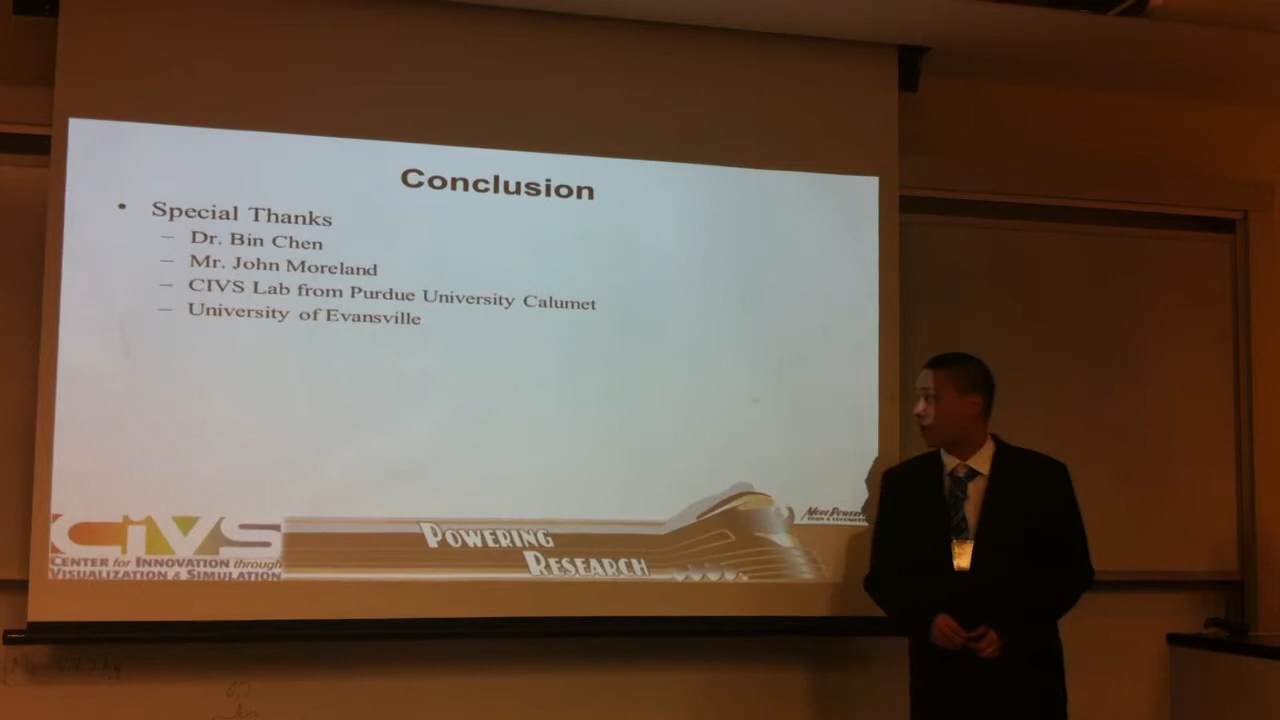 Conclusion
• Special Thanks
– Dr. Bin Chen
– Mr. John Moreland
– CIVS Lab from Purdue University Calumet
– University of Evansville
CIVS
CENTER for INNOVATION through
VISUALIZATION & SIMULATION
POWERING
RESEARCH